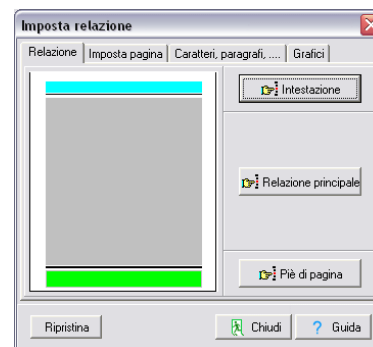 Imposta relazione
Relazione Imposta pagina Caratteri, paragrafi, .... Grafici
Intestazione
Relazione principale
Piè di pagina
Ripristina Chiudi ? Guida